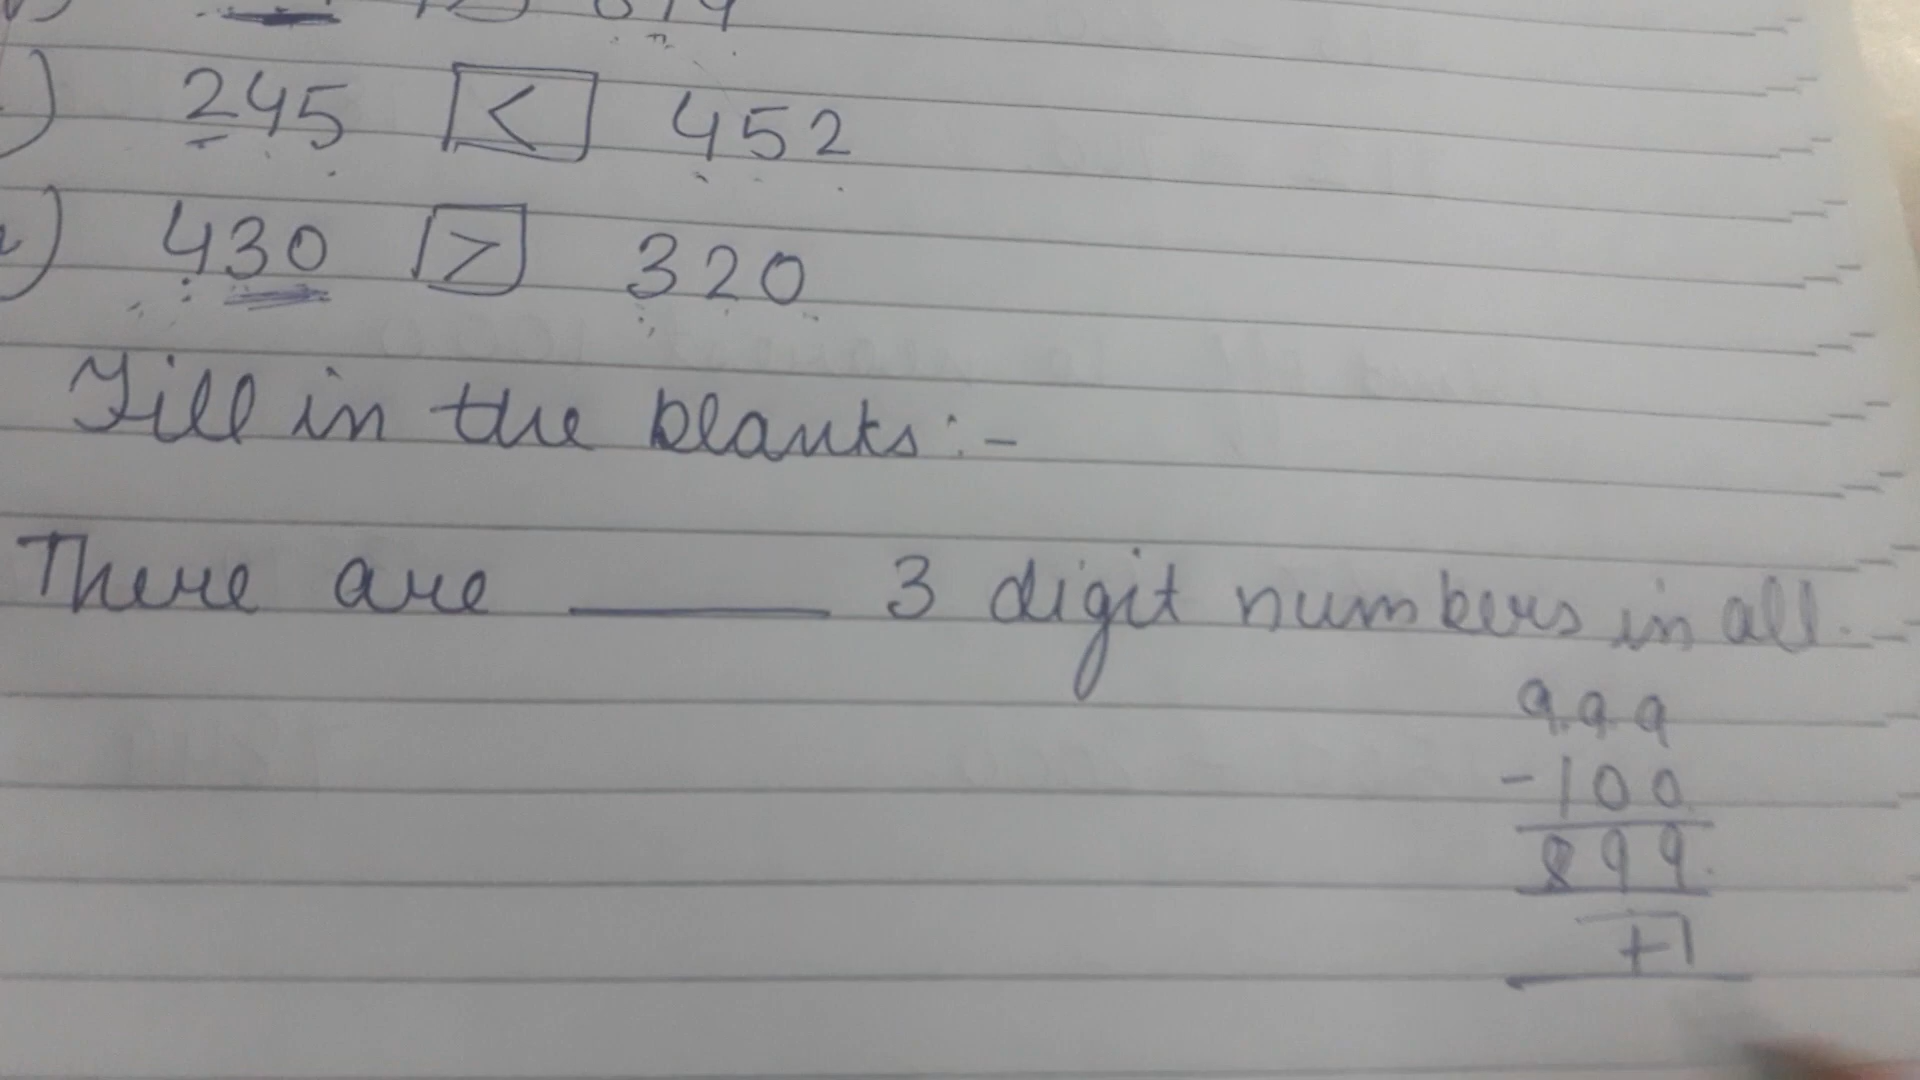 245 < 452
430 > 320
Fill in the blanks:-
There are ______ 3 digit numbers in all.
999
-100
899
+1